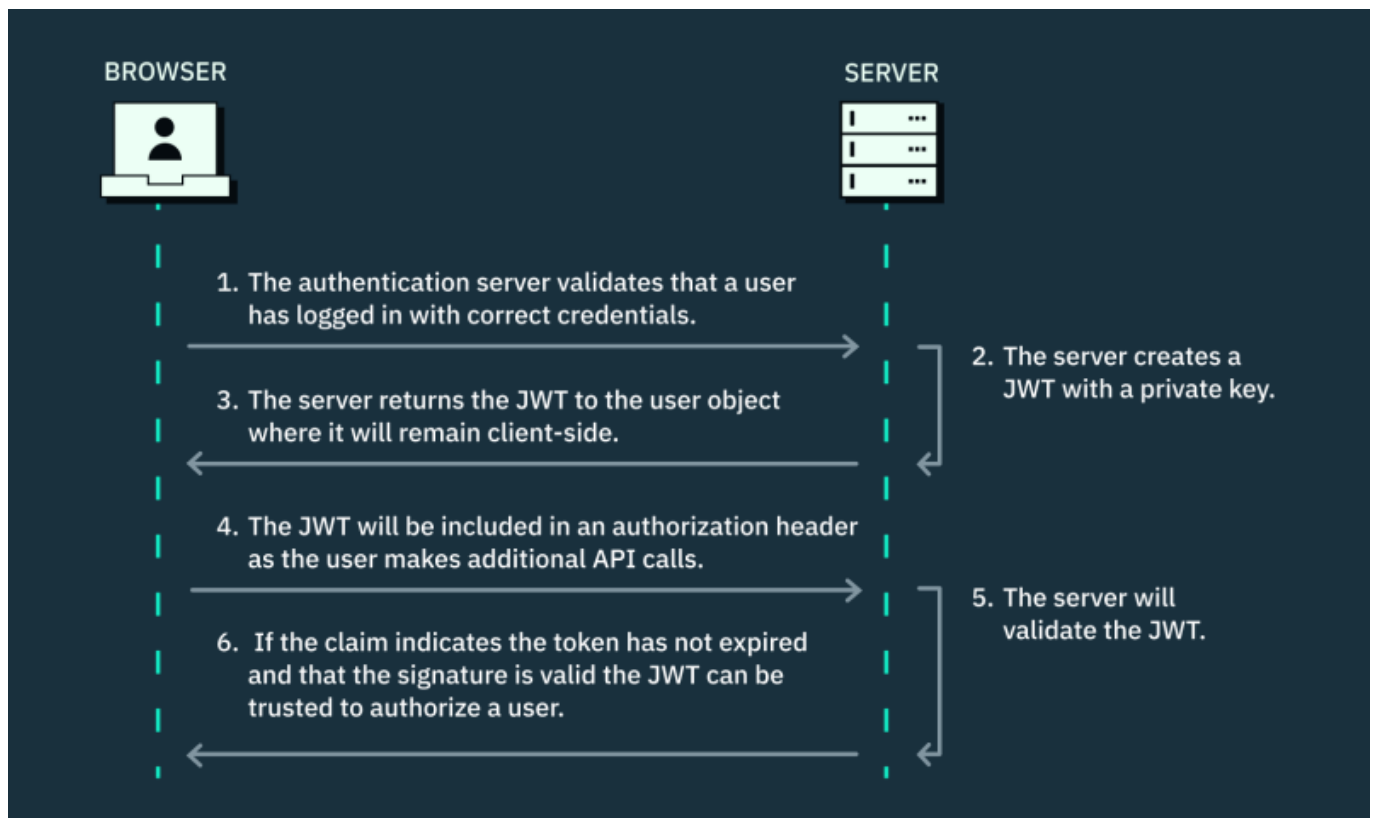 BROWSER
SERVER
1. The authentication server validates that a user
has logged in with correct credentials.
2. The server creates a
JWT with a private key.
3. The server returns the JWT to the user object
where it will remain client-side.
4. The JWT will be included in an authorization header
as the user makes additional API calls.
5. The server will
validate the JWT.
6. If the claim indicates the token has not expired
and that the signature is valid the JWT can be
trusted to authorize a user.